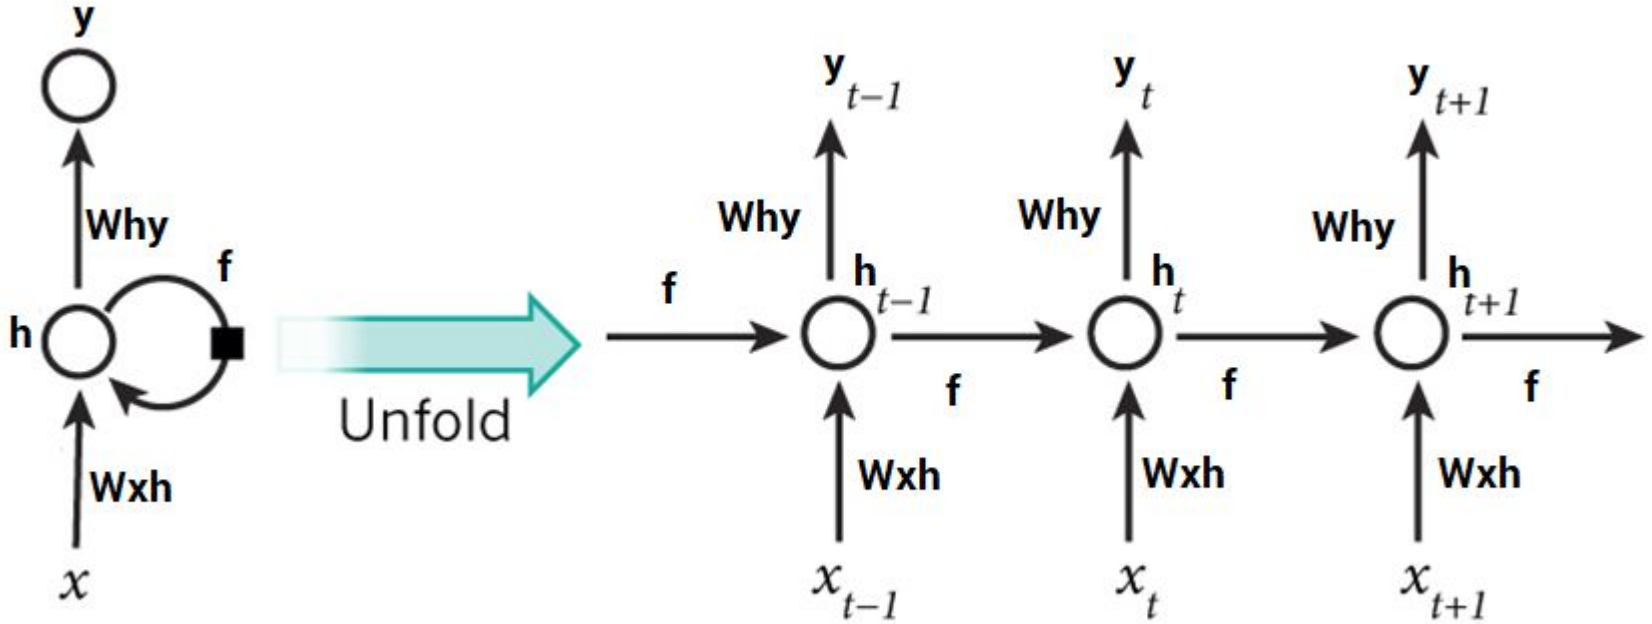 y
Why
f
h
Wxh
x
Unfold
y t−1
y t
y t+1
Why
Why
Why
f
h t−1
h t
h t+1
f
f
f
Wxh
Wxh
Wxh
x t−1
x t
x t+1